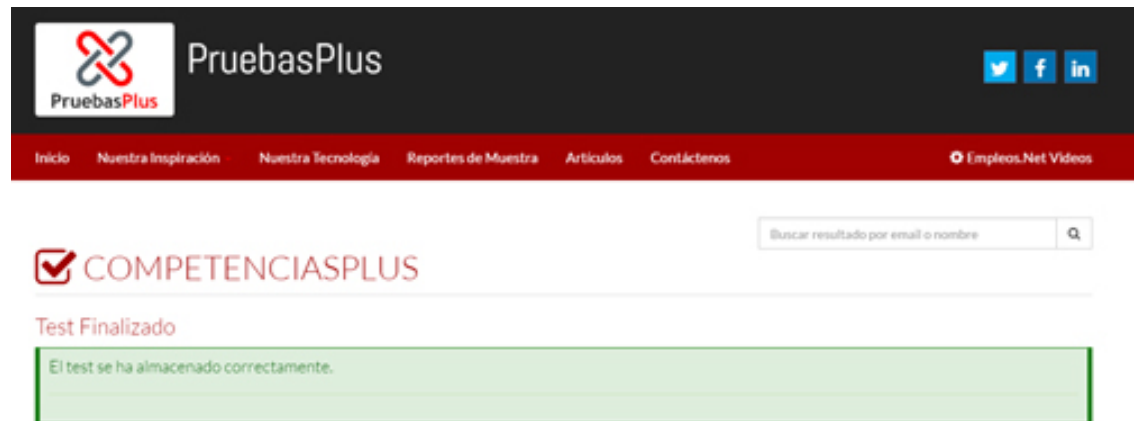 PruebasPlus
PruebasPlus
Inicio Nuestra Inspiración Nuestra Tecnología Reportes de Muestra Artículos Contáctenos Empleos.Net Videos
Buscar resultado por email o nombre
COMPETENCIASPLUS
Test Finalizado
El test se ha almacenado correctamente.